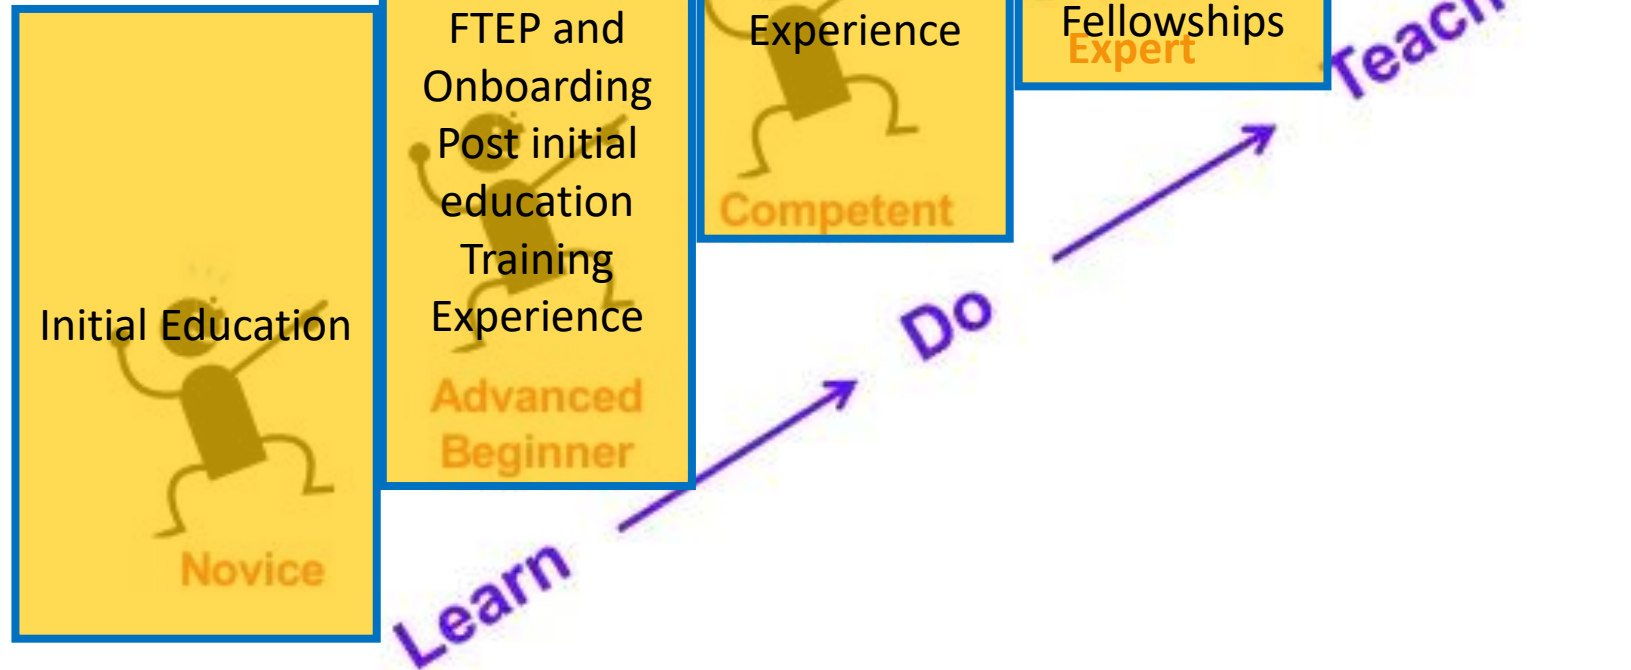 Initial Education
Novice
FTEP and
Onboarding
Post initial
education
Training
Experience
Advanced
Beginner
Experience
Competent
Fellowships
Expert
Learn
Do
Teach